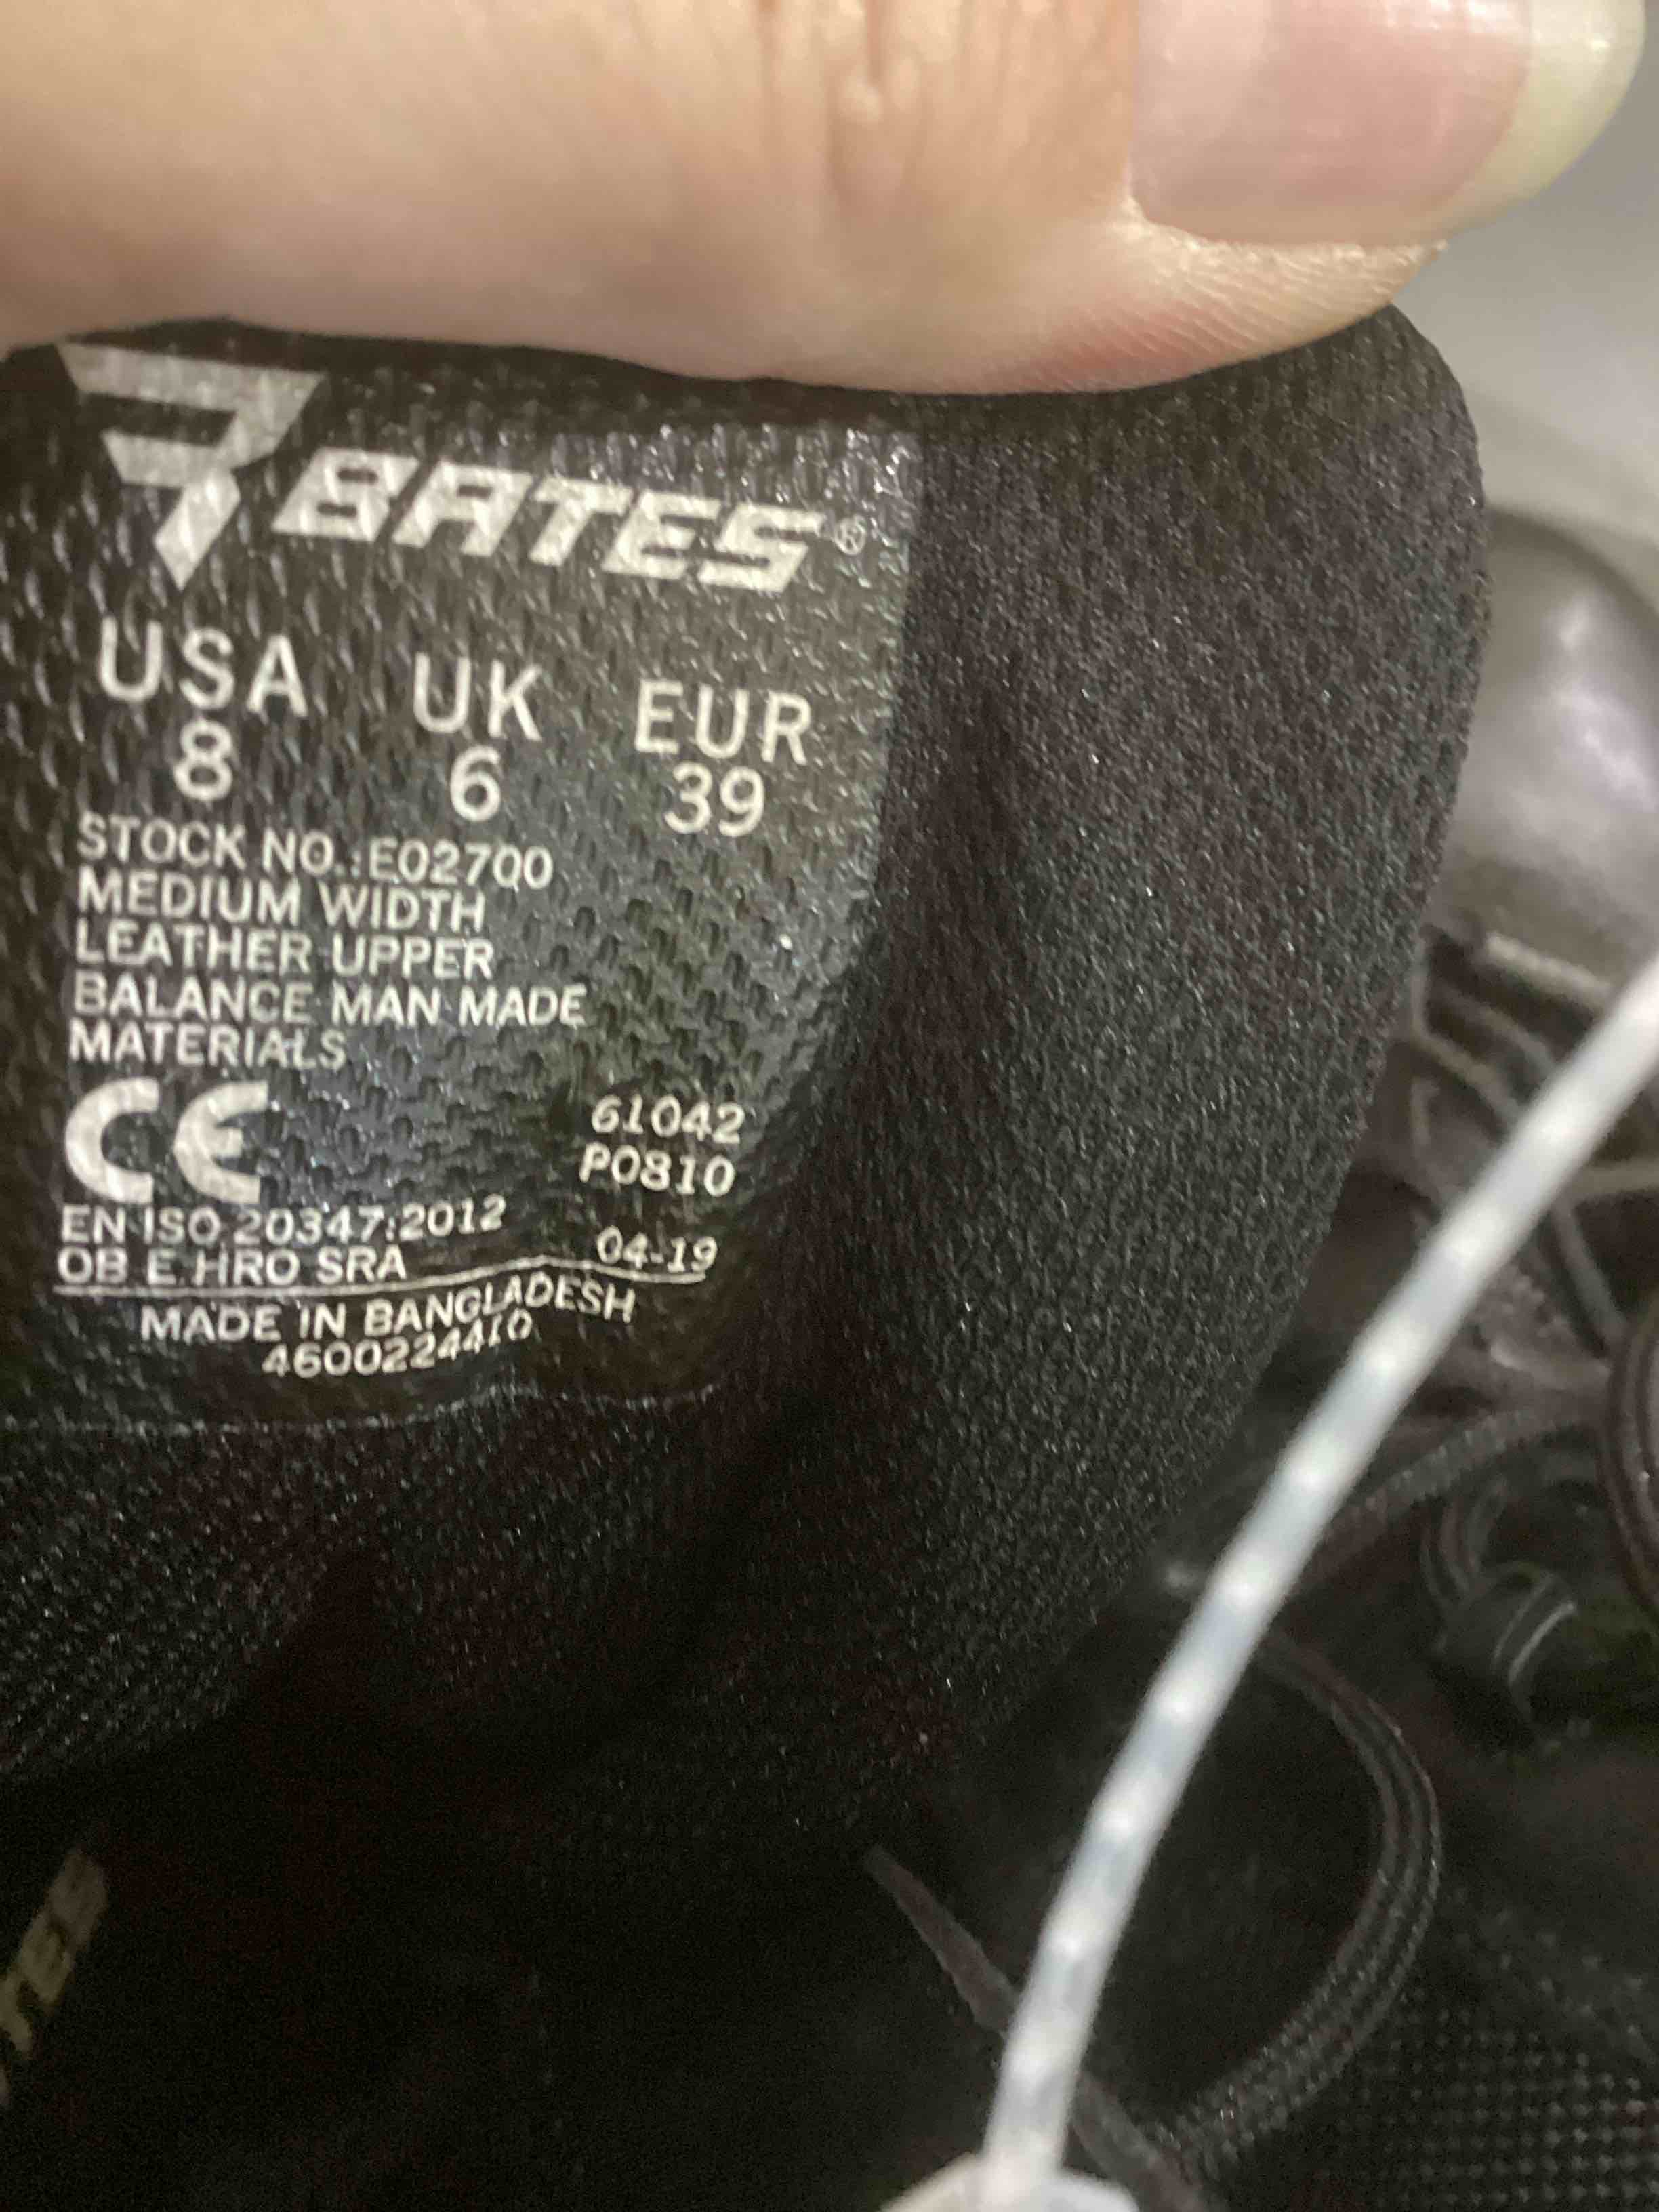 BATES®
USA UK EUR
8 6 39
STOCK NO.:E02700
MEDIUM WIDTH
LEATHER UPPER
BALANCE MAN MADE
MATERIALS
CE
61042
P0810
EN ISO 20347:2012
OB E HRO SRA 04-19
MADE IN BANGLADESH
4600224410